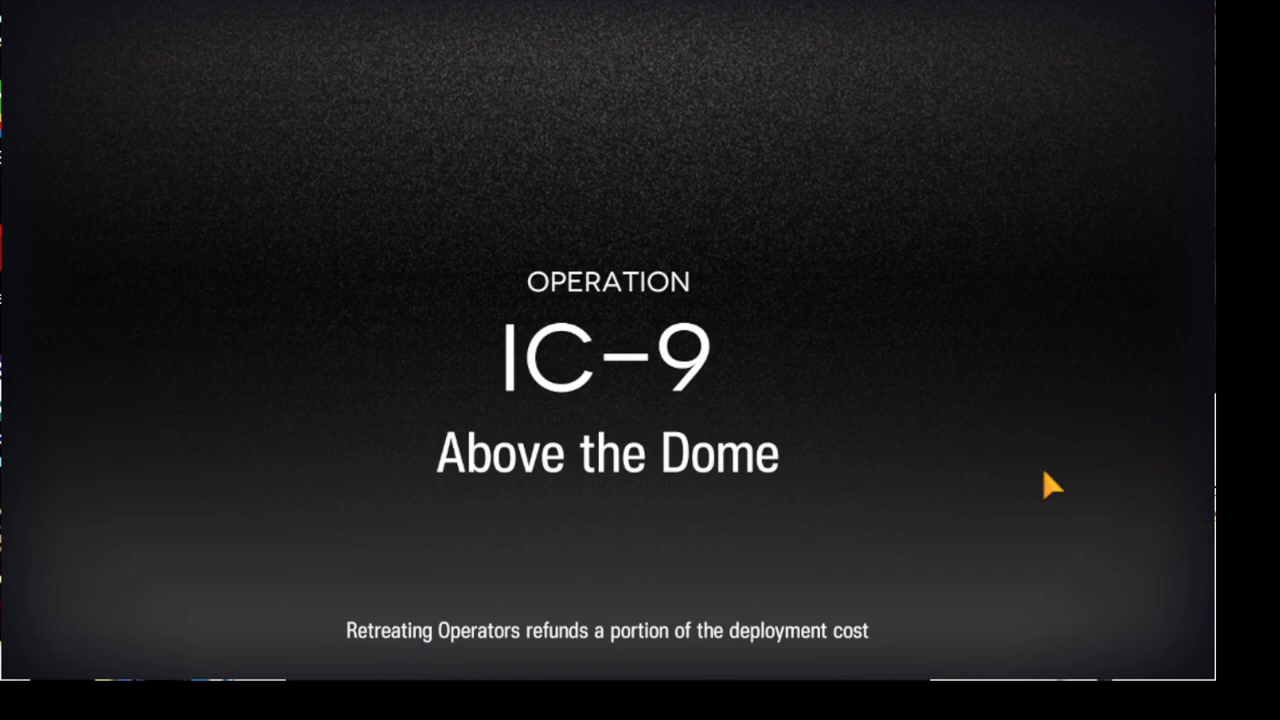 OPERATION
IC-9
Above the Dome
Retreating Operators refunds a portion of the deployment cost